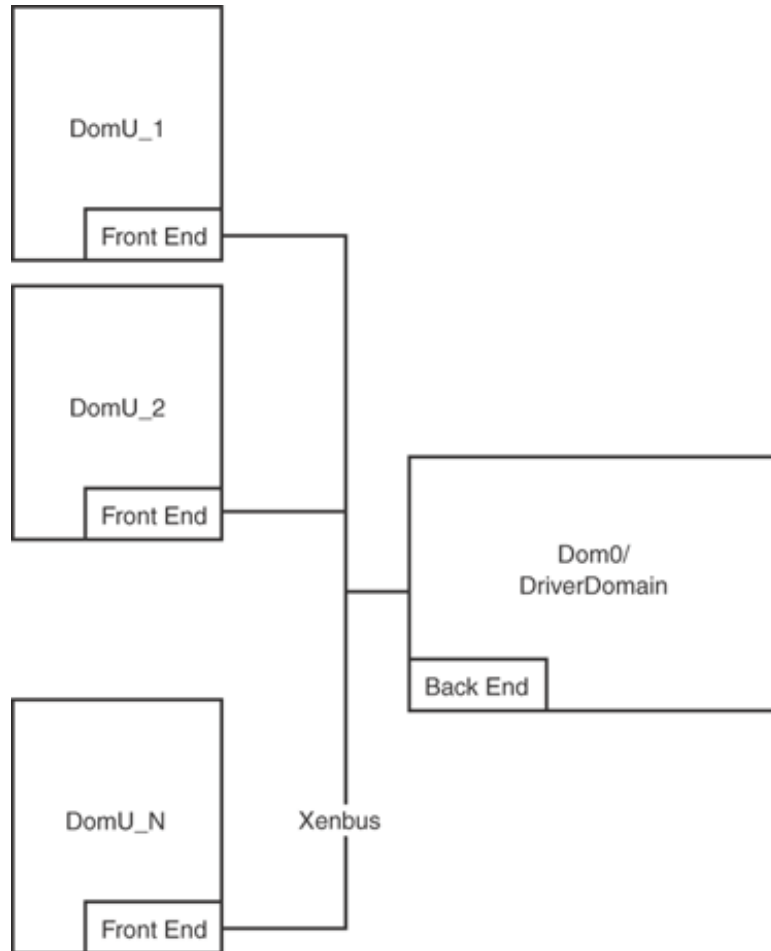 DomU_1
Front End
DomU_2
Front End
Dom0/
DriverDomain
Back End
DomU_N
Xenbus
Front End